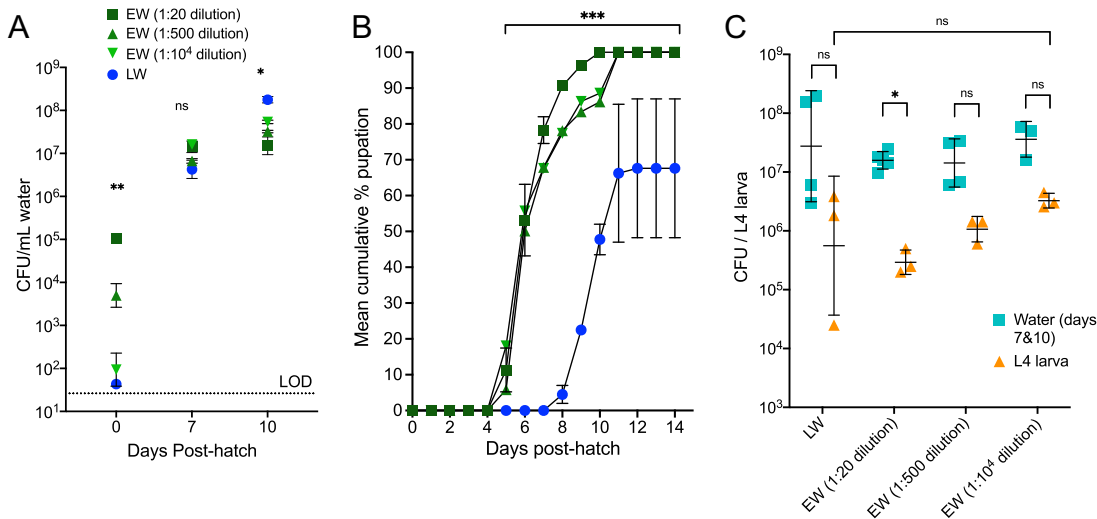 A
EW (1:20 dilution)
EW (1:500 dilution)
EW (1:10⁴ dilution)
LW
CFU/mL water
10⁹
10⁸
10⁷
10⁶
10⁵
10⁴
10³
10²
10¹
**
ns
*
LOD
0
7
10
Days Post-hatch
B
***
Mean cumulative % pupation
100
90
80
70
60
50
40
30
20
10
0
0
2
4
6
8
10
12
14
Days post-hatch
C
ns
ns
*
ns
ns
CFU / L4 larva
10⁹
10⁸
10⁷
10⁶
10⁵
10⁴
10³
Water (days
7&10)
L4 larva
LW
EW (1:20 dilution)
EW (1:500 dilution)
EW (1:10⁴ dilution)